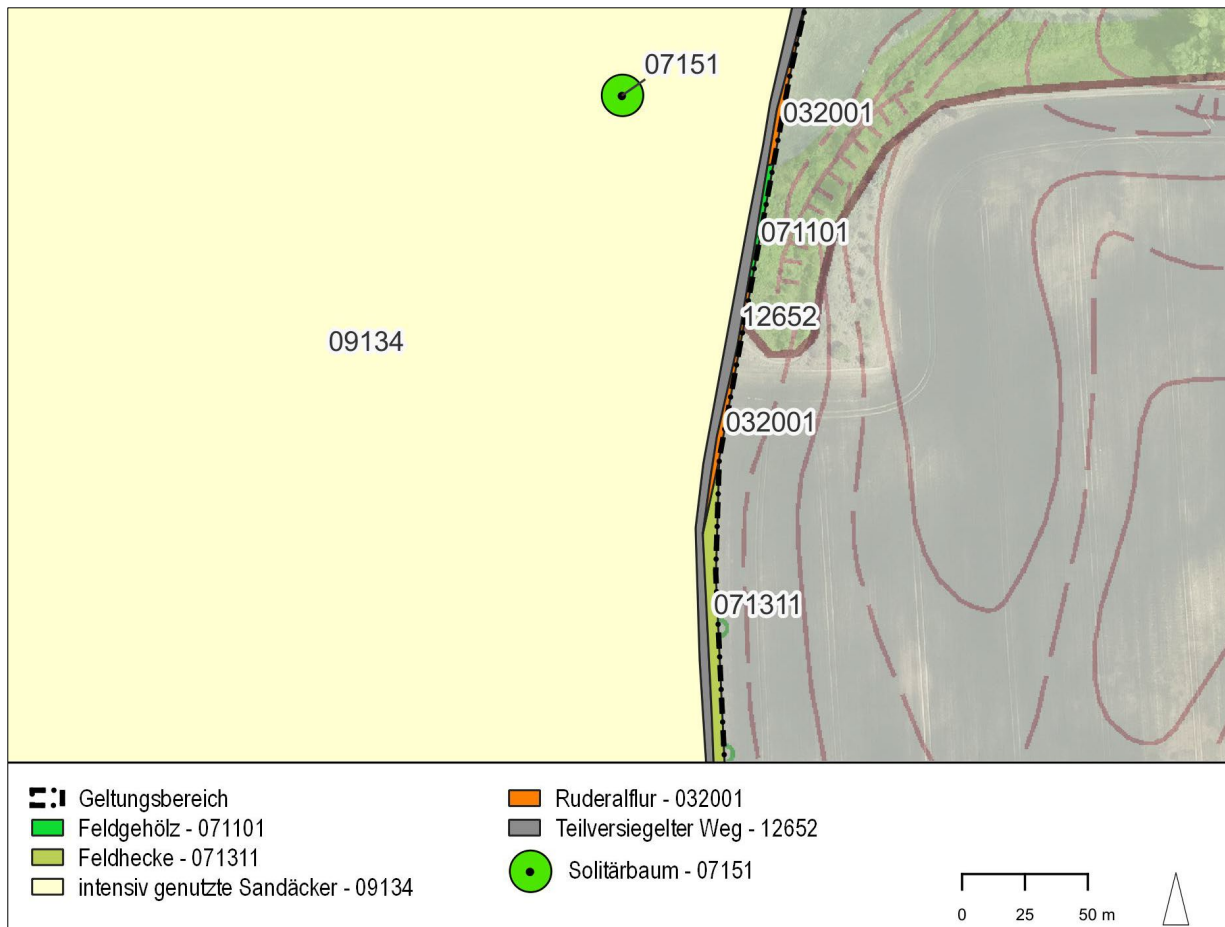 07151
032001
071101
12652
09134
032001
071311
Geltungsbereich
Feldgehölz - 071101
Feldhecke - 071311
intensiv genutzte Sandäcker - 09134
Ruderalflur - 032001
Teilversiegelter Weg - 12652
Solitärbaum - 07151
0 25 50 m